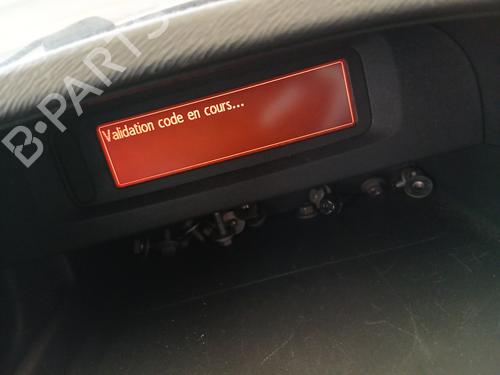 B-PARTS
Validation code en cours...